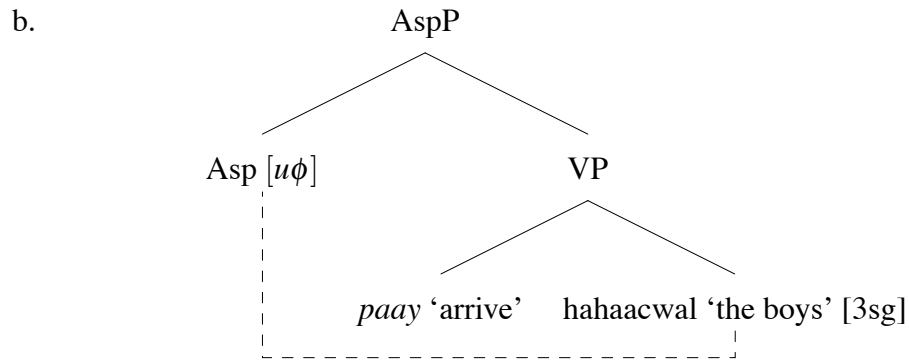 b.
AspP
Asp [uϕ] VP
paay ‘arrive’ hahaacwal ‘the boys’ [3sg]